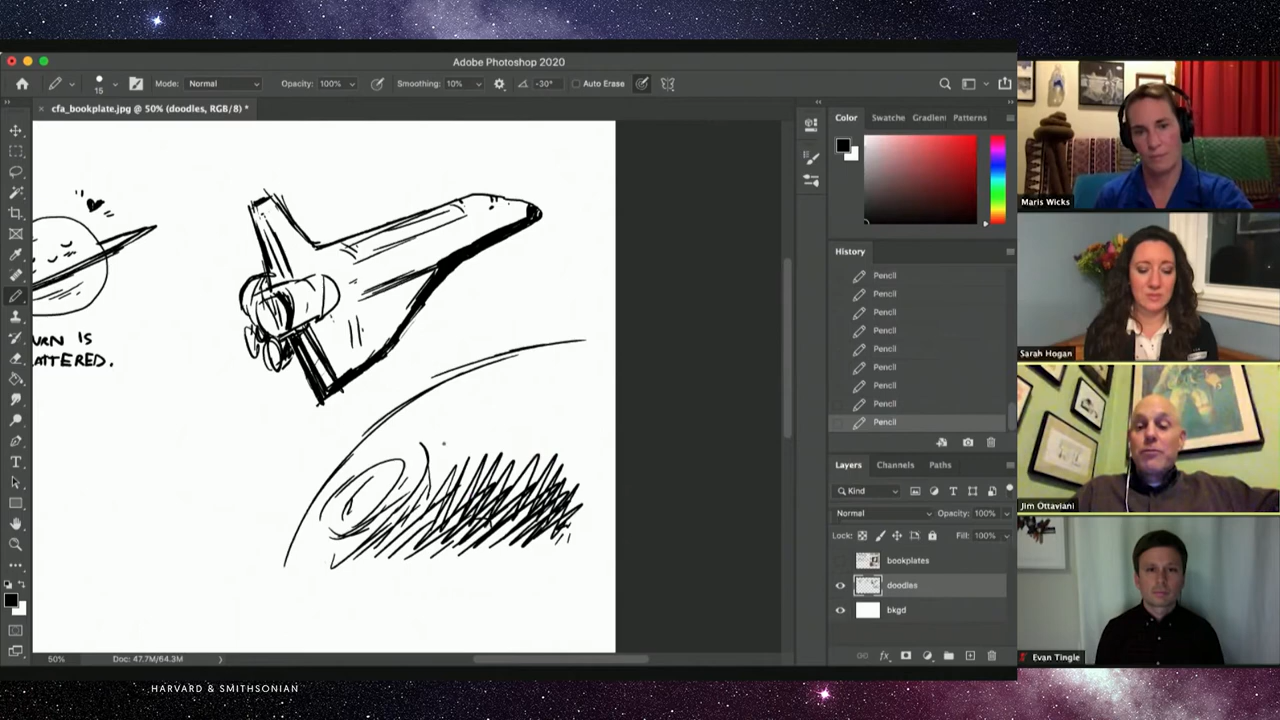 Adobe Photoshop 2020
15
Mode: Normal
Opacity: 100%
Smoothing: 10%
-30°
Auto Erase
cfa_bookplate.jpg @ 50% (doodles, RGB/8) *
URN IS
ATTERED.
Color
Swatche
Gradien
Patterns
History
Pencil
Pencil
Pencil
Pencil
Pencil
Pencil
Pencil
Pencil
Pencil
Layers
Channels
Paths
Kind
Normal
Opacity: 100%
Lock:
Fill: 100%
bookplates
doodles
bkgd
fx
50%
Doc: 47.7M/64.3M
Maris Wicks
Sarah Hogan
Jim Ottaviani
Evan Tingle
HARVARD & SMITHSONIAN